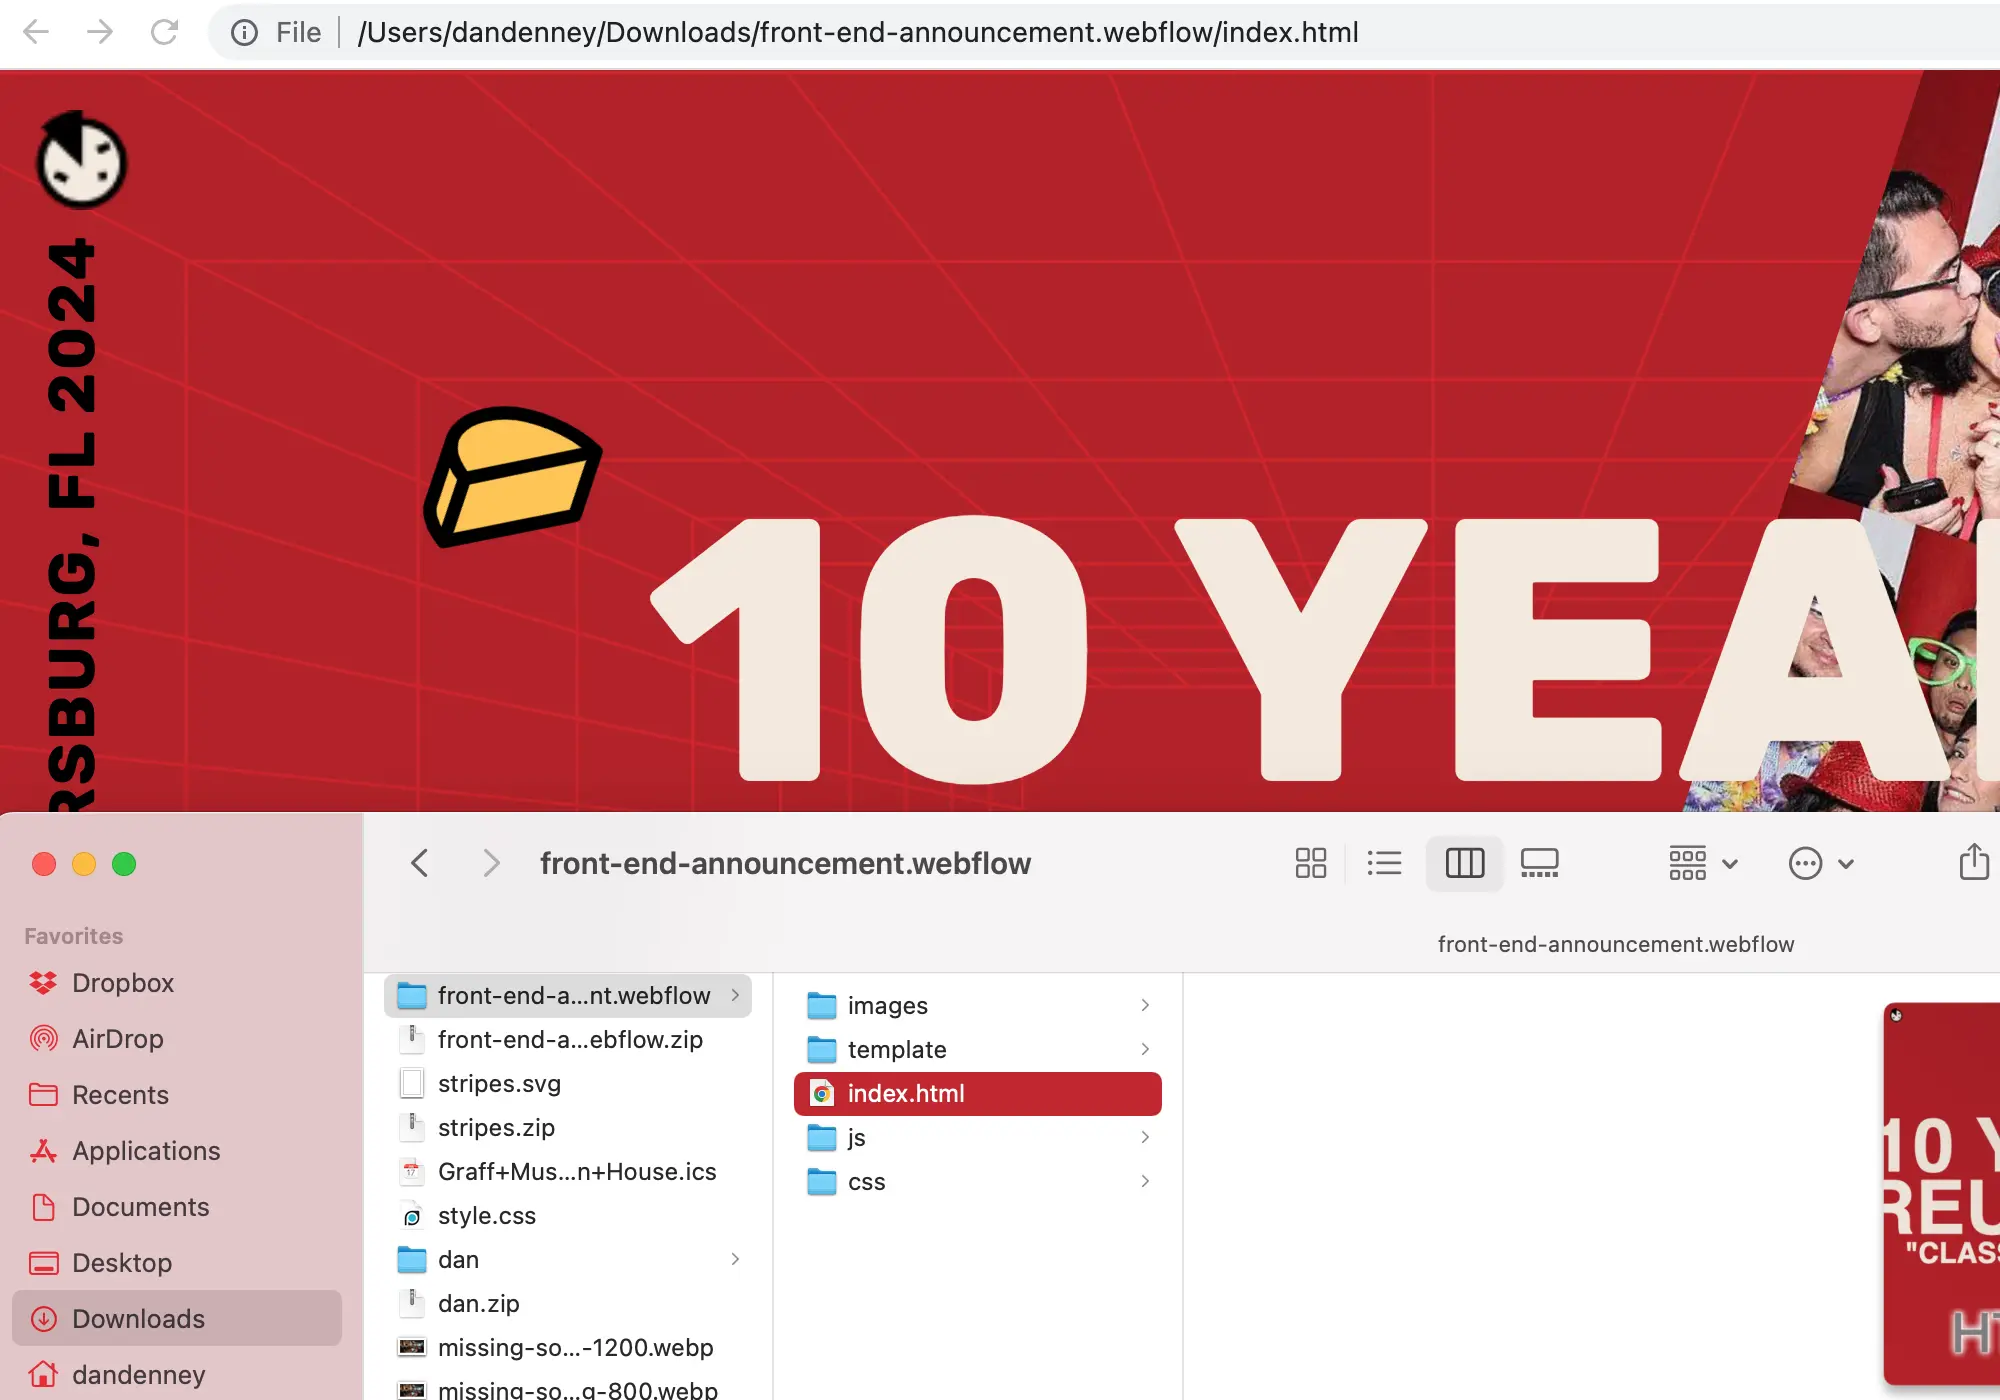 File
/Users/dandenney/Downloads/front-end-announcement.webflow/index.html
RSBURG, FL 2024
10 YEA
front-end-announcement.webflow
front-end-announcement.webflow
Favorites
Dropbox
AirDrop
Recents
Applications
Documents
Desktop
Downloads
dandenney
front-end-a...nt.webflow
front-end-a...ebflow.zip
stripes.svg
stripes.zip
Graff+Mus...n+House.ics
style.css
dan
dan.zip
missing-so...-1200.webp
missing-so...g-800.webp
images
template
index.html
js
css
10 Y
REU
"CLASS
HT